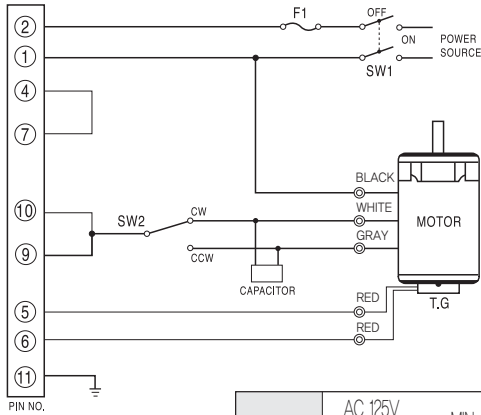 F1
OFF
ON
POWER
SOURCE
SW1
2
1
4
7
10
9
5
6
11
PIN NO.
SW2
CW
CCW
CAPACITOR
BLACK
WHITE
GRAY
RED
RED
MOTOR
T.G
AC 125V
MIN